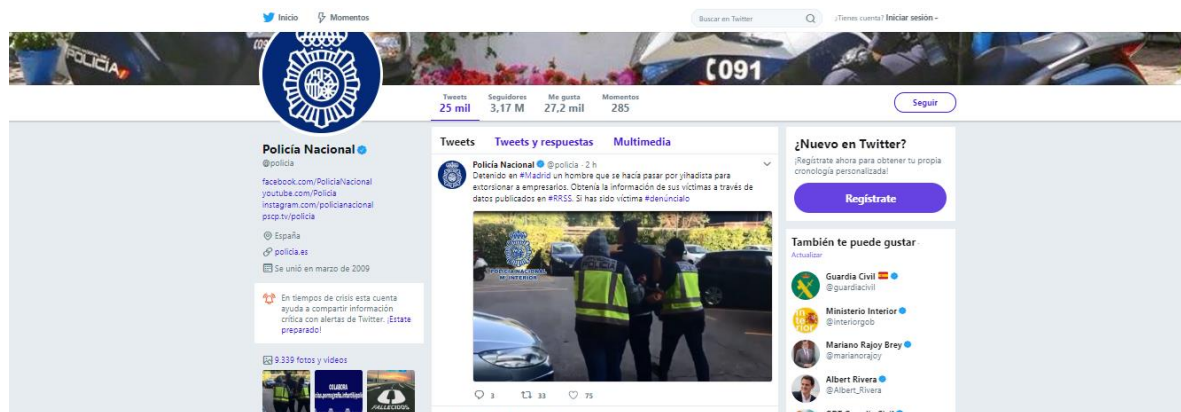 Inicio Momentos
Buscar en Twitter
¿Tienes cuenta? Iniciar sesión
POLICÍA
091
Tweets Seguidores Me gusta Momentos
25 mil 3,17 M 27,2 mil 285
Seguir
Policía Nacional
@policia
facebook.com/PoliciaNacional
youtube.com/Policia
instagram.com/policianacional
pscp.tv/policia
España
policia.es
Se unió en marzo de 2009
En tiempos de crisis esta cuenta
ayuda a compartir información
crítica con alertas de Twitter. ¡Estate
preparado!
9.339 fotos y videos
COLABORA
FALLECIDOS
Tweets Tweets y respuestas Multimedia
Policía Nacional @policia · 2 h
Detenido en #Madrid un hombre que se hacía pasar por yihadista para
extorsionar a empresarios. Obtenía la información de sus víctimas a través de
datos publicados en #RRSS. Si has sido víctima #denúncialo
POLICIA NACIONAL
Mº INTERIOR
3 33 75
¿Nuevo en Twitter?
¡Regístrate ahora para obtener tu propia
cronología personalizada!
Regístrate
También te puede gustar ·
Actualizar
Guardia Civil
@guardiacivil
Ministerio Interior
@interiorgob
Mariano Rajoy Brey
@marianorajoy
Albert Rivera
@Albert_Rivera